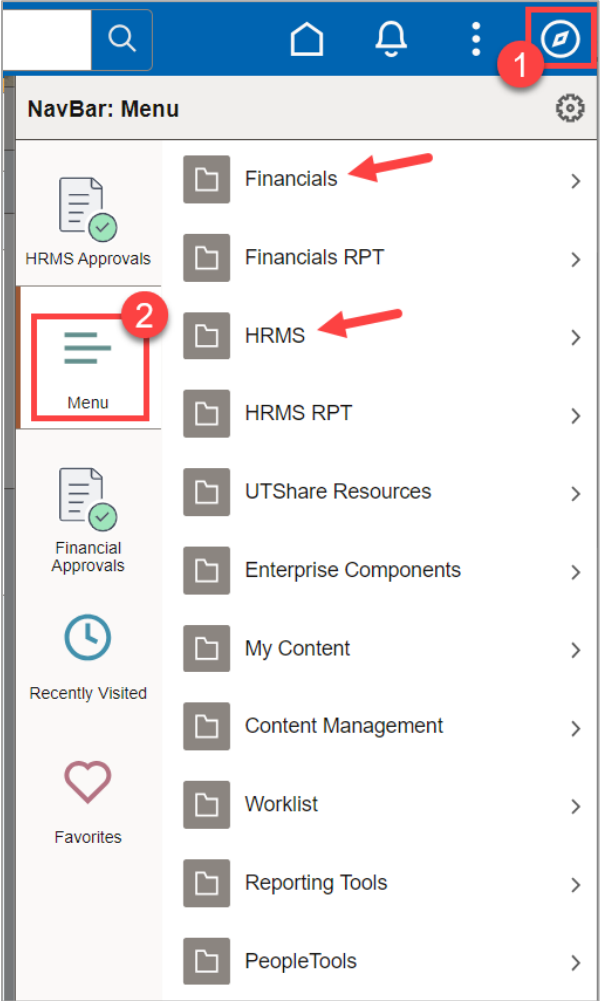 1
NavBar: Menu
Financials
HRMS Approvals
Financials RPT
2
Menu
HRMS
HRMS RPT
UTShare Resources
Financial
Approvals
Enterprise Components
My Content
Recently Visited
Content Management
Worklist
Favorites
Reporting Tools
PeopleTools